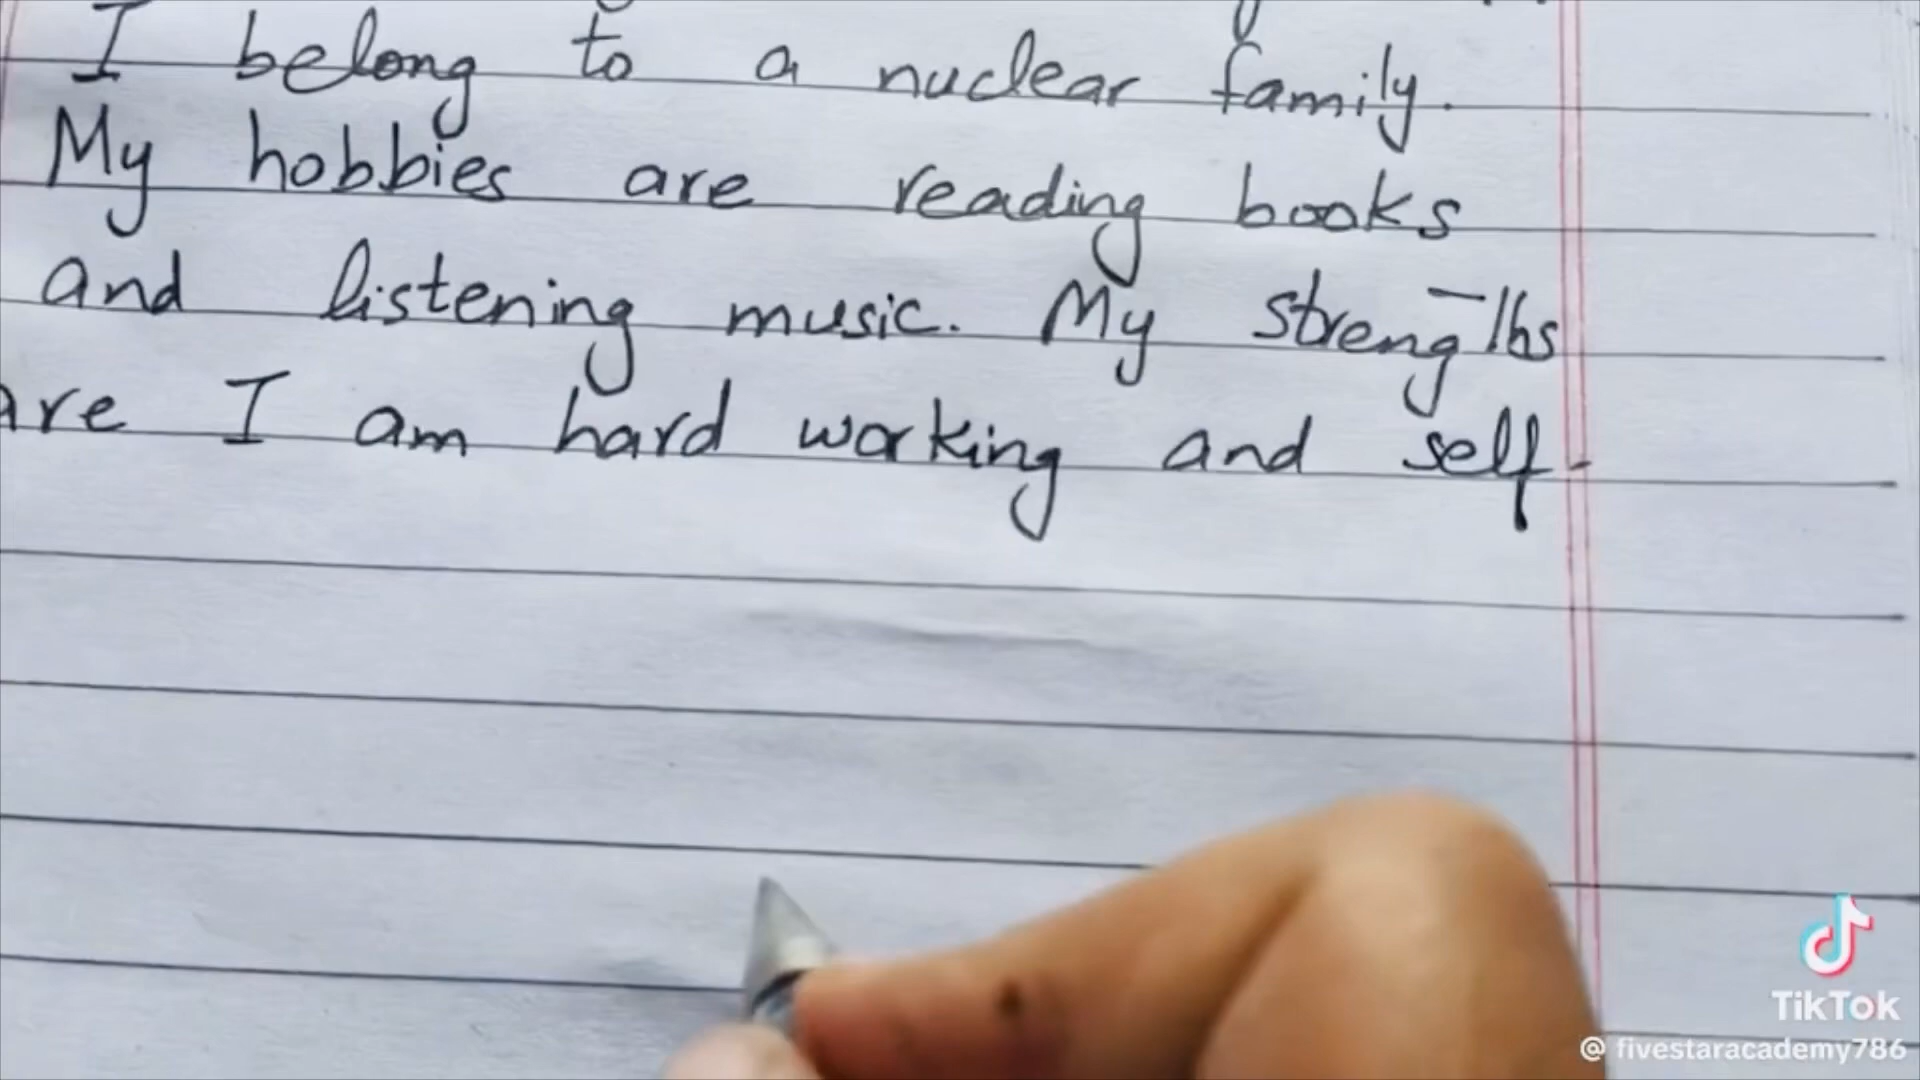 I belong to a nuclear family.
My hobbies are reading books
and listening music. My strengths
are I am hard working and self-
TikTok
@ fivestaracademy786